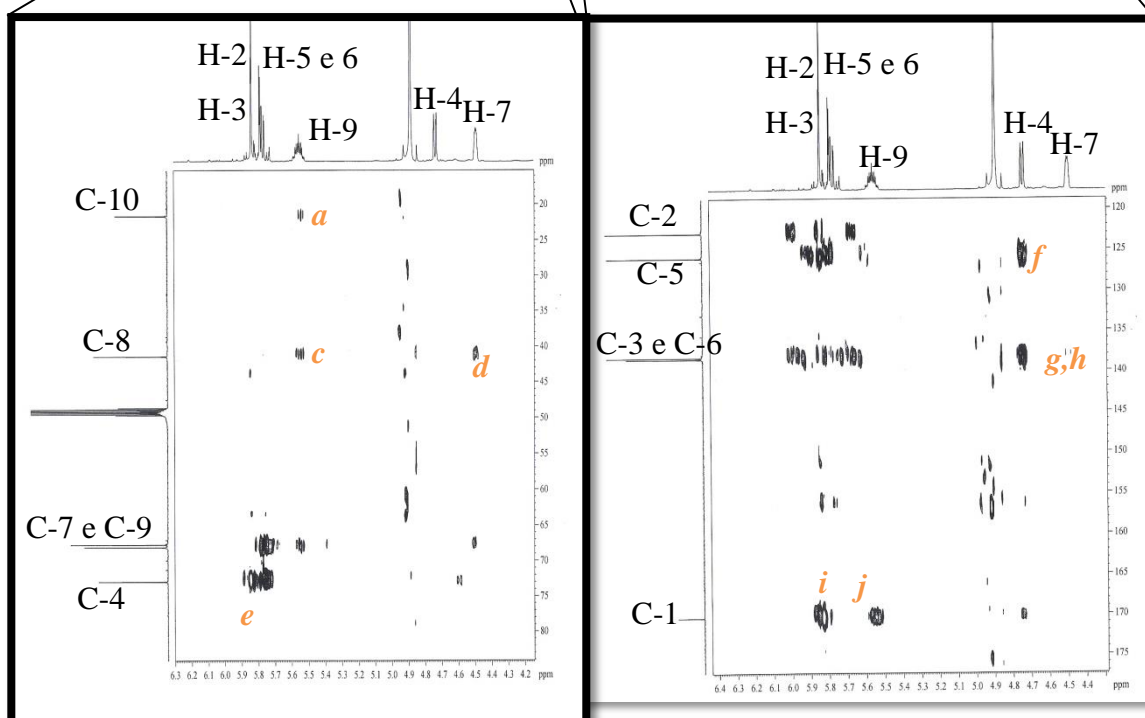 H-2
H-5 e 6
H-3
H-9
H-4
H-7
ppm
C-10
a
20
25
30
35
C-8
c
d
40
45
50
55
60
C-7 e C-9
65
70
C-4
e
75
80
6.3 6.2 6.1 6.0 5.9 5.8 5.7 5.6 5.5 5.4 5.3 5.2 5.1 5.0 4.9 4.8 4.7 4.6 4.5 4.4 4.3 4.2 ppm
H-2
H-5 e 6
H-3
H-9
H-4
H-7
ppm
C-2
120
125
C-5
f
130
135
C-3 e C-6
g,h
140
145
150
155
160
165
i
j
C-1
170
175
6.4 6.3 6.2 6.1 6.0 5.9 5.8 5.7 5.6 5.5 5.4 5.3 5.2 5.1 5.0 4.9 4.8 4.7 4.6 4.5 4.4 ppm